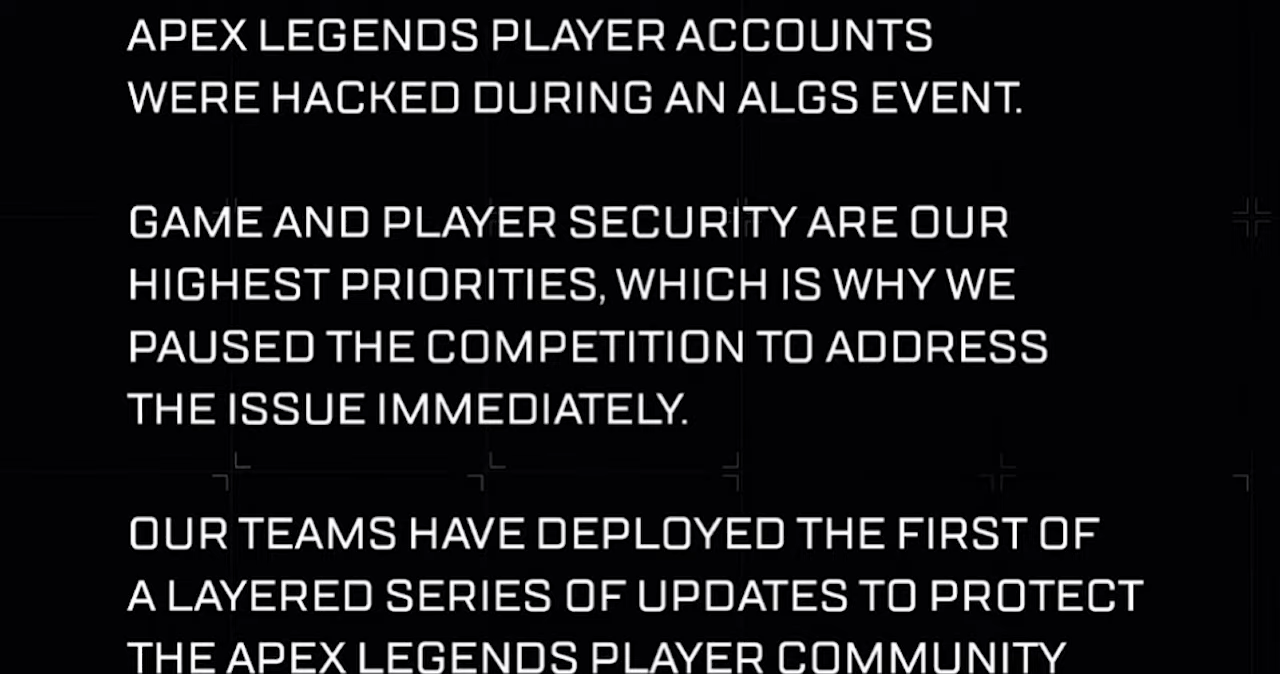 APEX LEGENDS PLAYER ACCOUNTS
WERE HACKED DURING AN ALGS EVENT.
GAME AND PLAYER SECURITY ARE OUR
HIGHEST PRIORITIES, WHICH IS WHY WE
PAUSED THE COMPETITION TO ADDRESS
THE ISSUE IMMEDIATELY.
OUR TEAMS HAVE DEPLOYED THE FIRST OF
A LAYERED SERIES OF UPDATES TO PROTECT
THE APEX LEGENDS PLAYER COMMUNITY